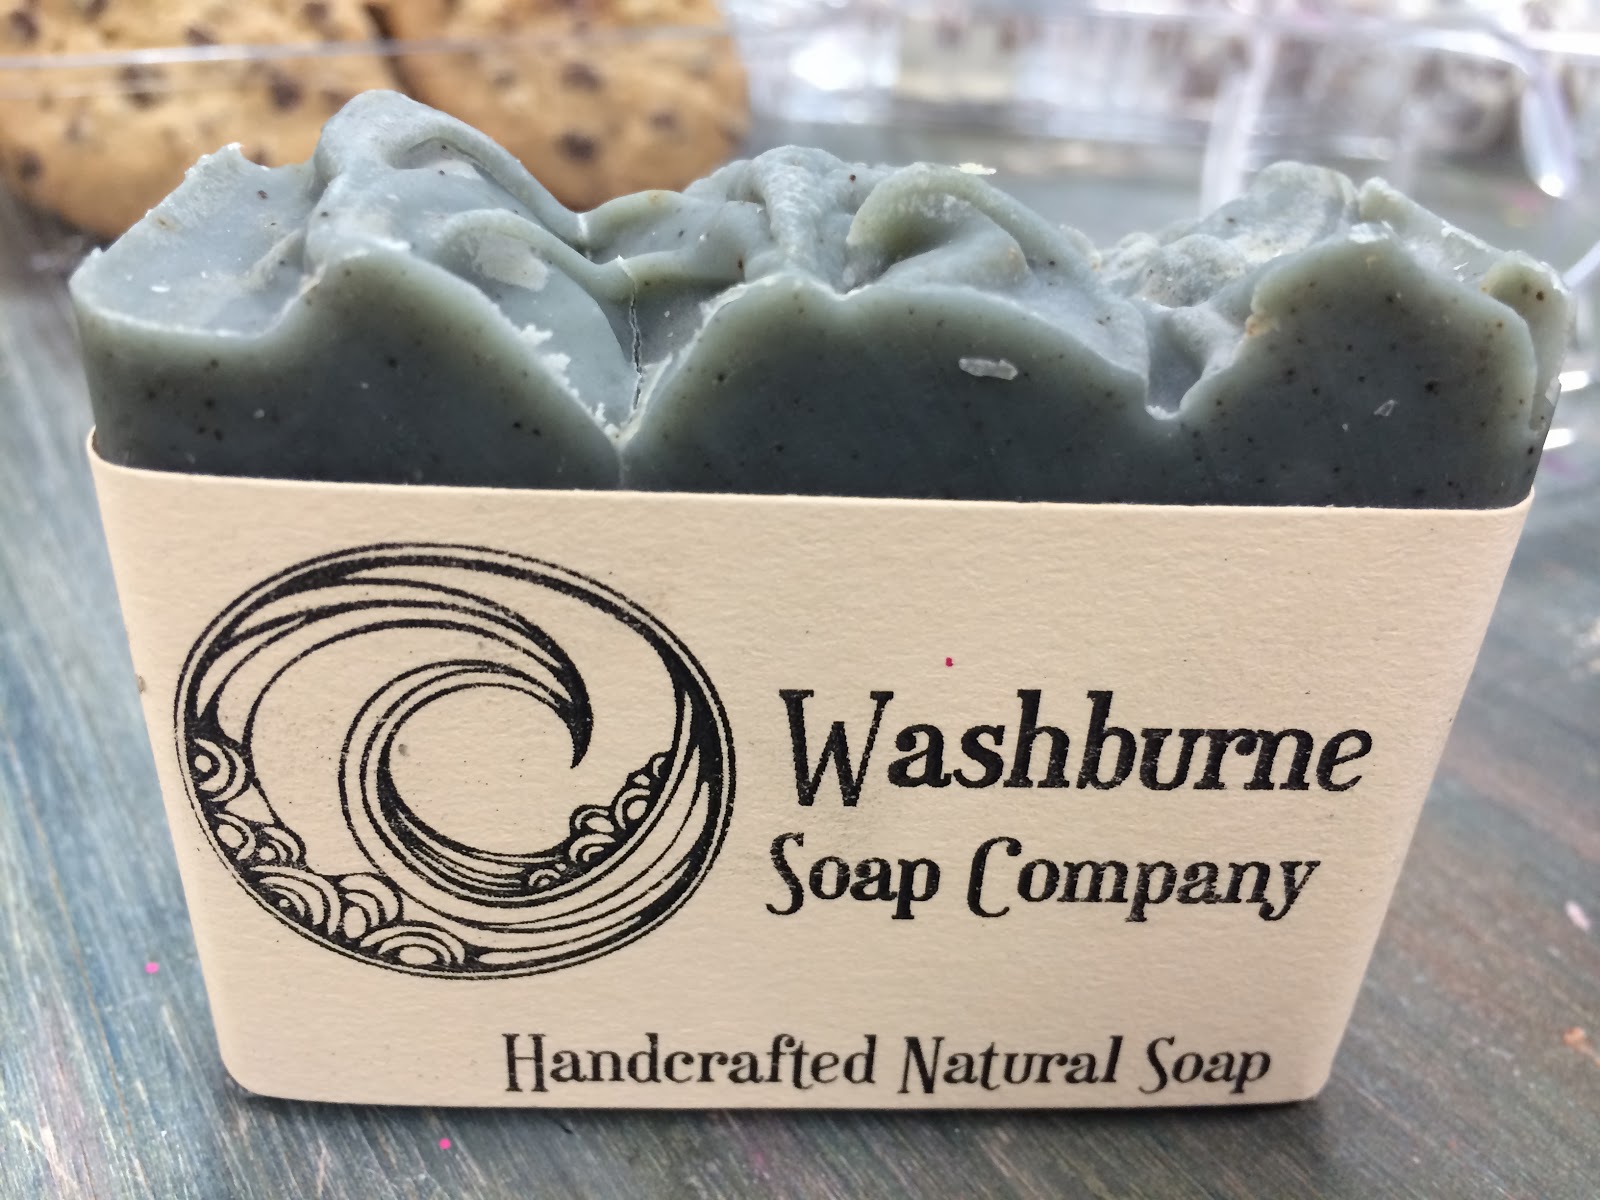 Washburne
Soap Company
Handcrafted Natural Soap